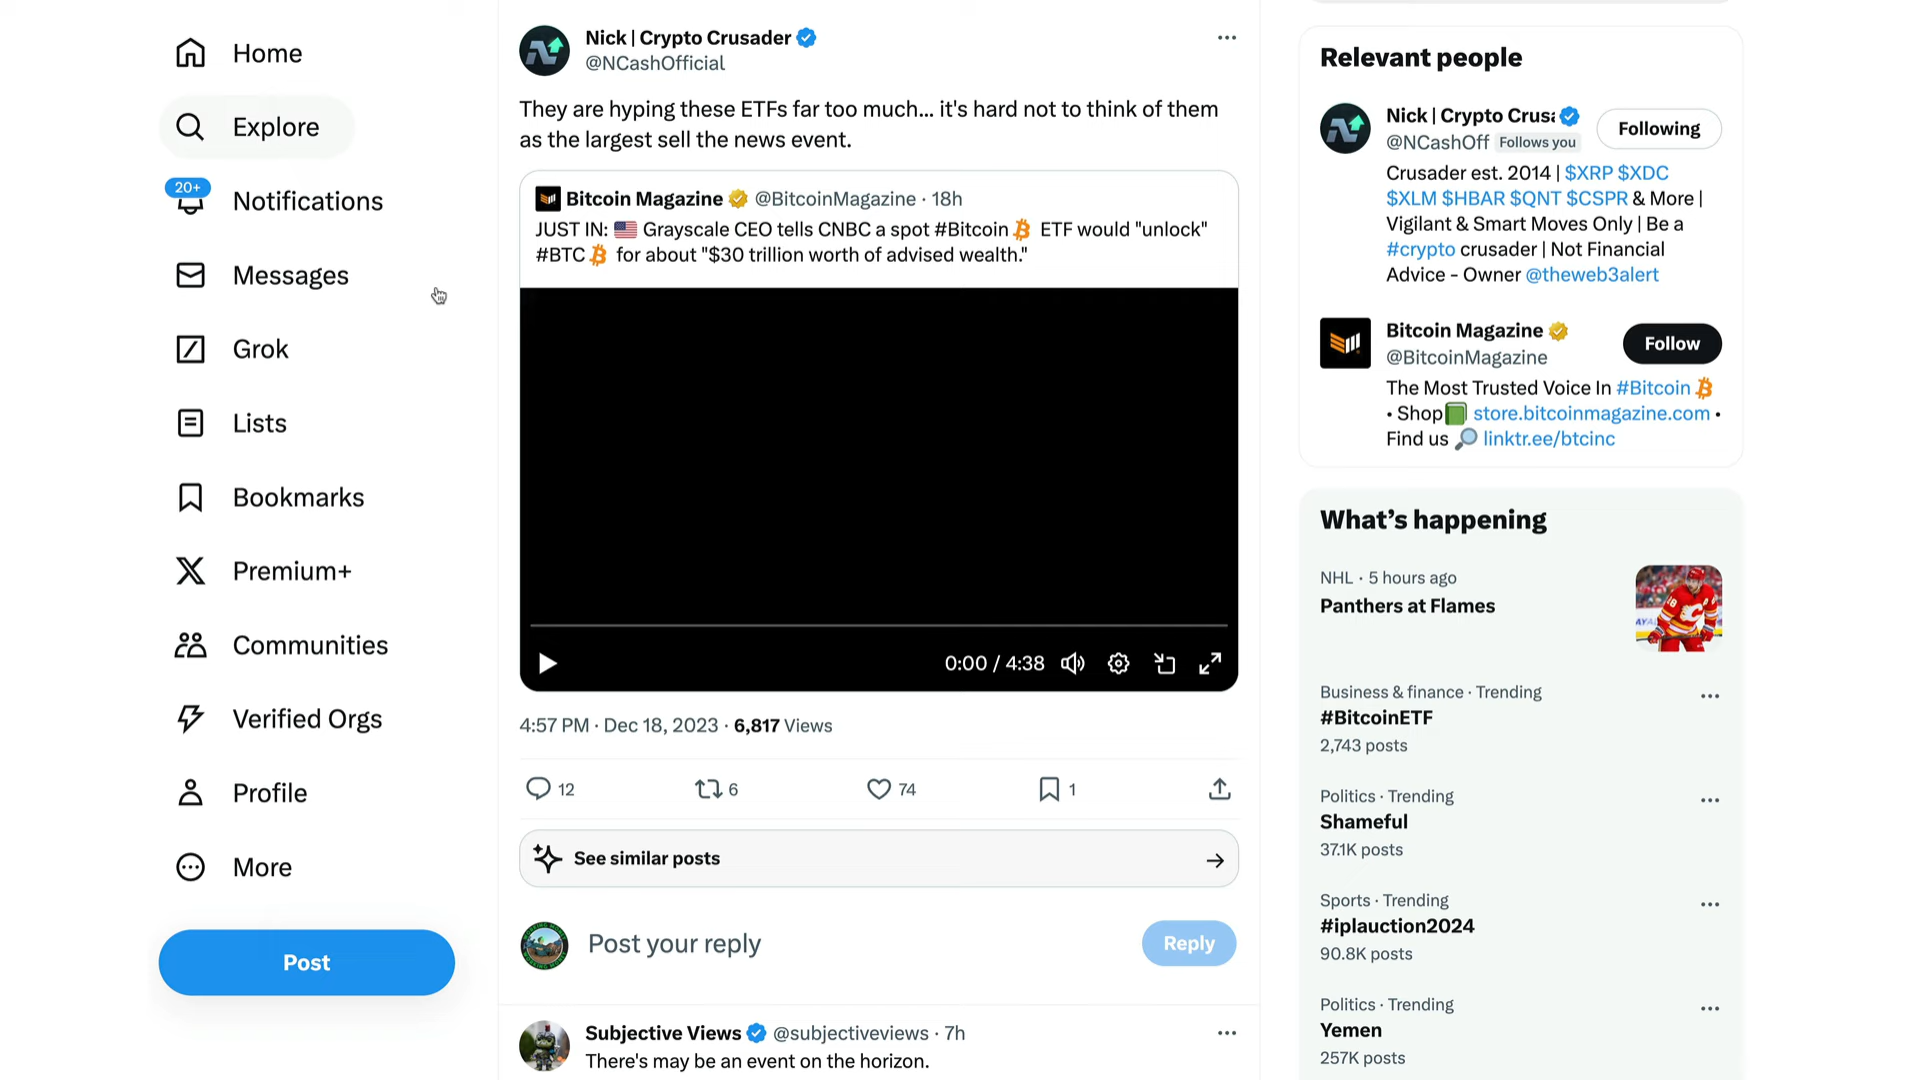 Home
Explore
20+
Notifications
Messages
Grok
Lists
Bookmarks
Premium+
Communities
Verified Orgs
Profile
More
Post
Nick | Crypto Crusader
@NCashOfficial
They are hyping these ETFs far too much... it's hard not to think of them
as the largest sell the news event.
Bitcoin Magazine @BitcoinMagazine · 18h
JUST IN: 🇺🇸 Grayscale CEO tells CNBC a spot #Bitcoin ETF would "unlock"
#BTC for about "$30 trillion worth of advised wealth."
0:00 / 4:38
4:57 PM · Dec 18, 2023 · 6,817 Views
12 6 74 1
See similar posts
Post your reply
Reply
Subjective Views @subjectiveviews · 7h
There's may be an event on the horizon.
Relevant people
Nick | Crypto Crusa
@NCashOff Follows you
Following
Crusader est. 2014 | $XRP $XDC
$XLM $HBAR $QNT $CSPR & More |
Vigilant & Smart Moves Only | Be a
#crypto crusader | Not Financial
Advice - Owner @theweb3alert
Bitcoin Magazine
@BitcoinMagazine
Follow
The Most Trusted Voice In #Bitcoin
• Shop📗 store.bitcoinmagazine.com •
Find us 🔎 linktr.ee/btcinc
What's happening
NHL · 5 hours ago
Panthers at Flames
Business & finance · Trending
#BitcoinETF
2,743 posts
Politics · Trending
Shameful
37.1K posts
Sports · Trending
#iplauction2024
90.8K posts
Politics · Trending
Yemen
257K posts